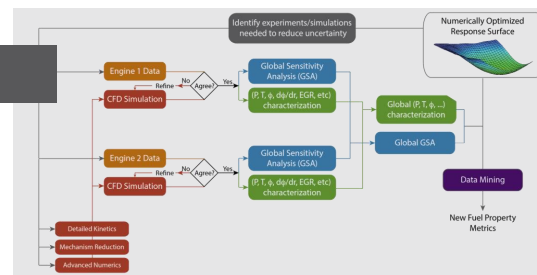 Identify experiments/simulations
needed to reduce uncertainty
Numerically Optimized
Response Surface
Engine 1 Data
CFD Simulation
Refine
No
Agree?
Yes
Global Sensitivity
Analysis (GSA)
(P, T, ϕ, dϕ/dr, EGR, etc)
characterization
Global (P, T, ϕ, ...)
characterization
Global GSA
Engine 2 Data
CFD Simulation
Refine
No
Agree?
Yes
Global Sensitivity
Analysis (GSA)
(P, T, ϕ, dϕ/dr, EGR, etc)
characterization
Data Mining
New Fuel Property
Metrics
Detailed Kinetics
Mechanism Reduction
Advanced Numerics